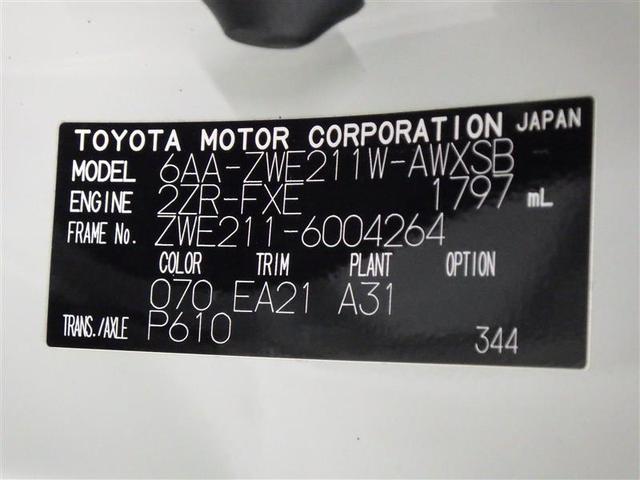 TOYOTA MOTOR CORPORATION JAPAN
MODEL 6AA-ZWE211W-AWXSB
ENGINE 2ZR-FXE 1797 mL
FRAME No. ZWE211-6004264
COLOR TRIM PLANT OPTION
070 EA21 A31
TRANS./AXLE P610 344